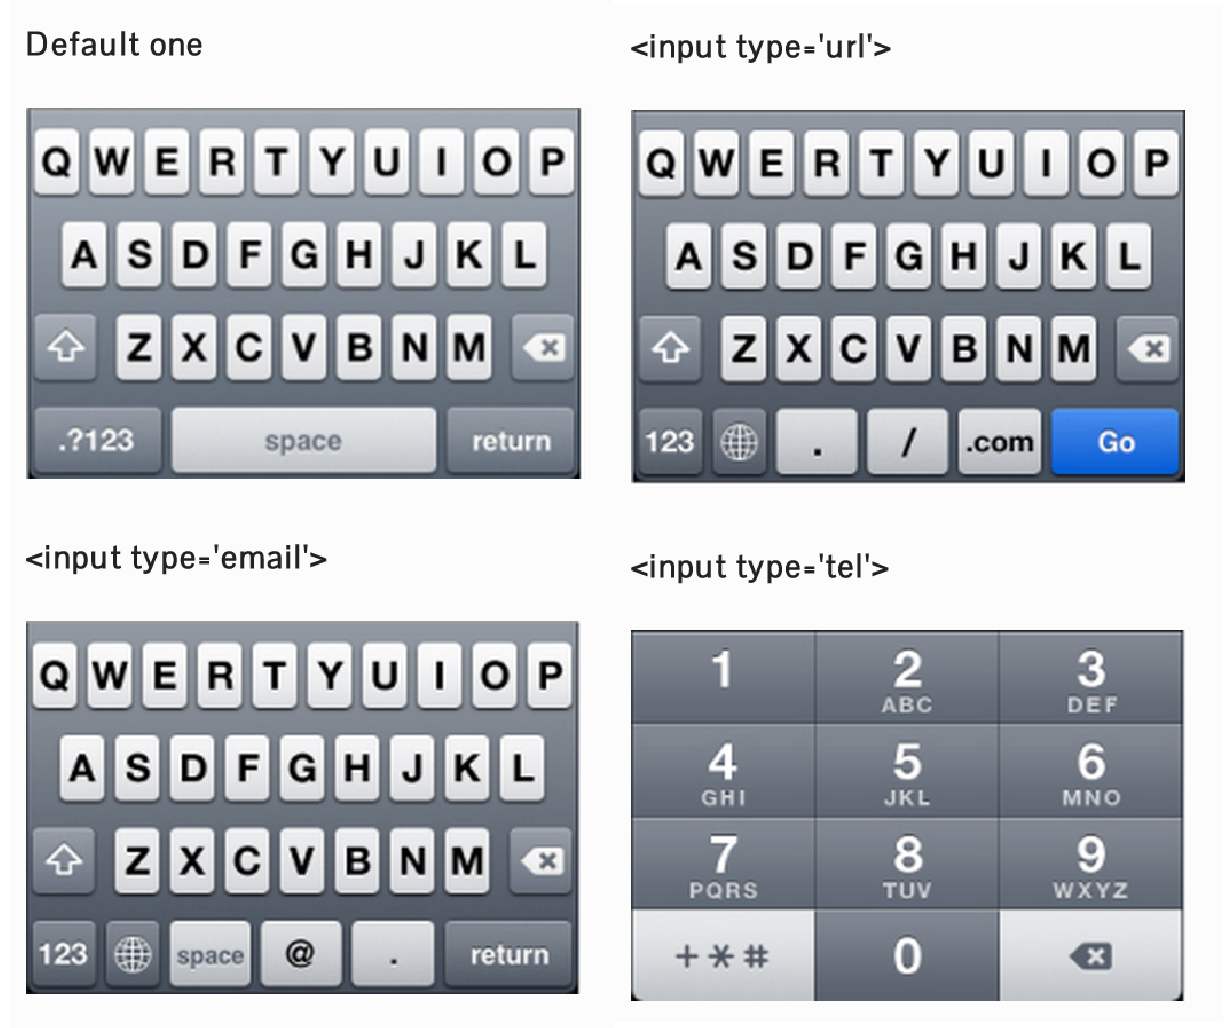 Default one
Q W E R T Y U I O P
A S D F G H J K L
Z X C V B N M
.?123 space return
<input type='url'>
Q W E R T Y U I O P
A S D F G H J K L
Z X C V B N M
123 . / .com Go
<input type='email'>
Q W E R T Y U I O P
A S D F G H J K L
Z X C V B N M
123 space @ . return
<input type='tel'>
1 2 3
ABC DEF
4 5 6
GHI JKL MNO
7 8 9
PQRS TUV WXYZ
+*# 0